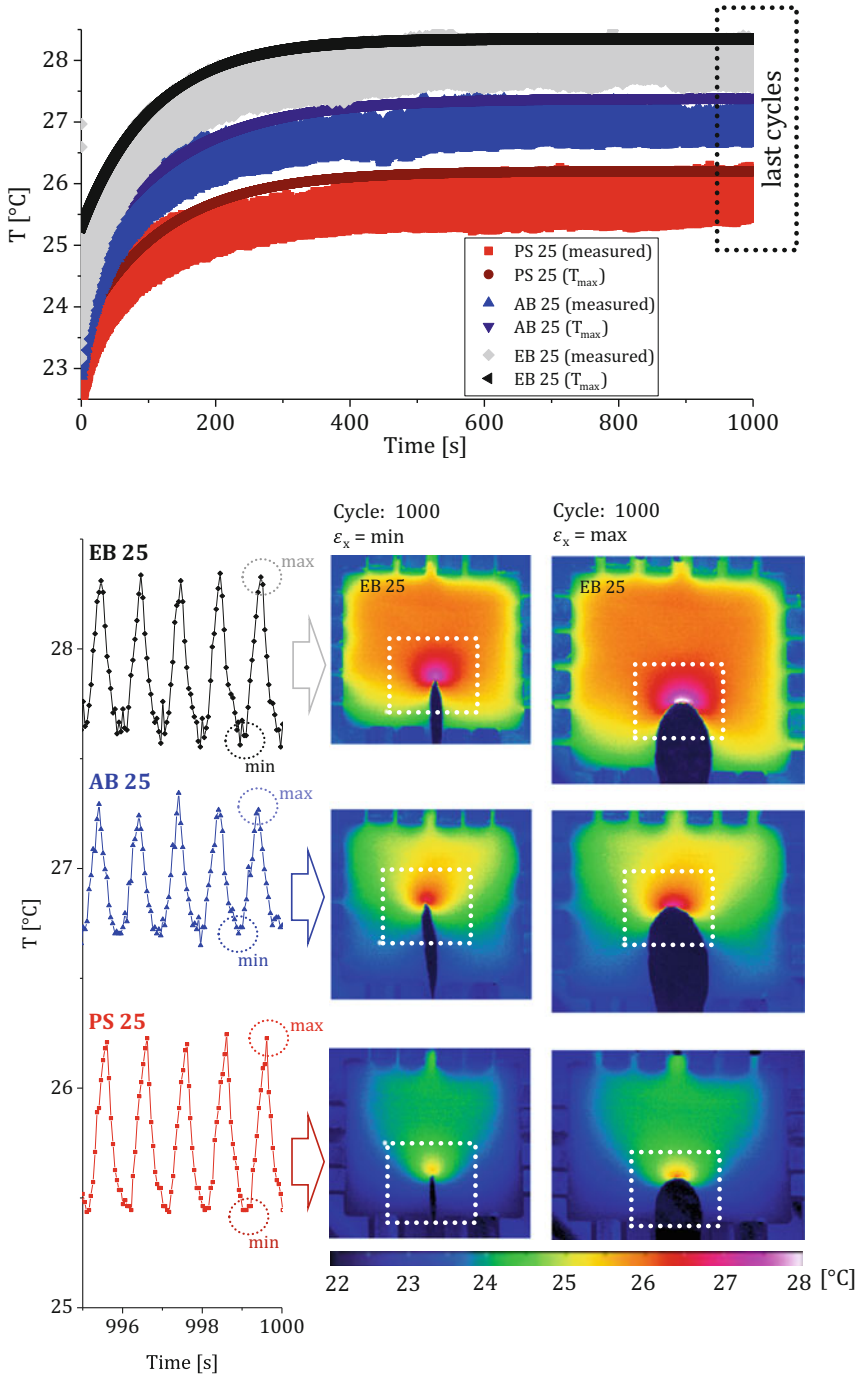 28
27
26
25
24
23
T [°C]
0
200
400
600
800
1000
Time [s]
last cycles
PS 25 (measured)
PS 25 (Tmax)
AB 25 (measured)
AB 25 (Tmax)
EB 25 (measured)
EB 25 (Tmax)
Cycle: 1000
εx = min
Cycle: 1000
εx = max
EB 25
max
min
EB 25
EB 25
AB 25
max
min
PS 25
max
min
28
27
26
25
T [°C]
996
998
1000
Time [s]
22 23 24 25 26 27 28 [°C]